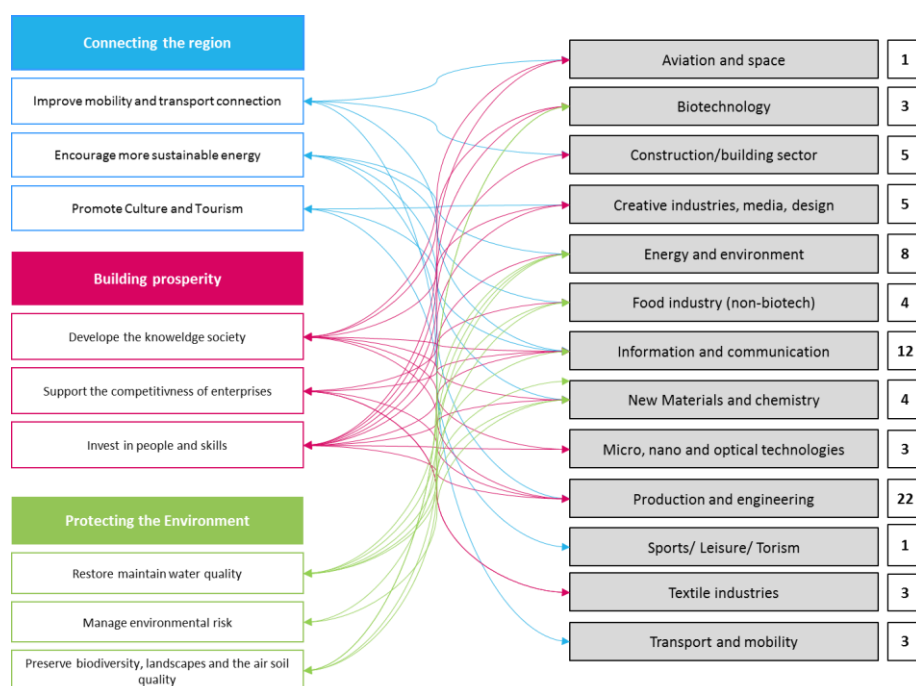 Connecting the region
Improve mobility and transport connection
Encourage more sustainable energy
Promote Culture and Tourism
Building prosperity
Develope the knoweldge society
Support the competitivness of enterprises
Invest in people and skills
Protecting the Environment
Restore maintain water quality
Manage environmental risk
Preserve biodiversity, landscapes and the air soil
quality
Aviation and space 1
Biotechnology 3
Construction/building sector 5
Creative industries, media, design 5
Energy and environment 8
Food industry (non-biotech) 4
Information and communication 12
New Materials and chemistry 4
Micro, nano and optical technologies 3
Production and engineering 22
Sports/ Leisure/ Torism 1
Textile industries 3
Transport and mobility 3